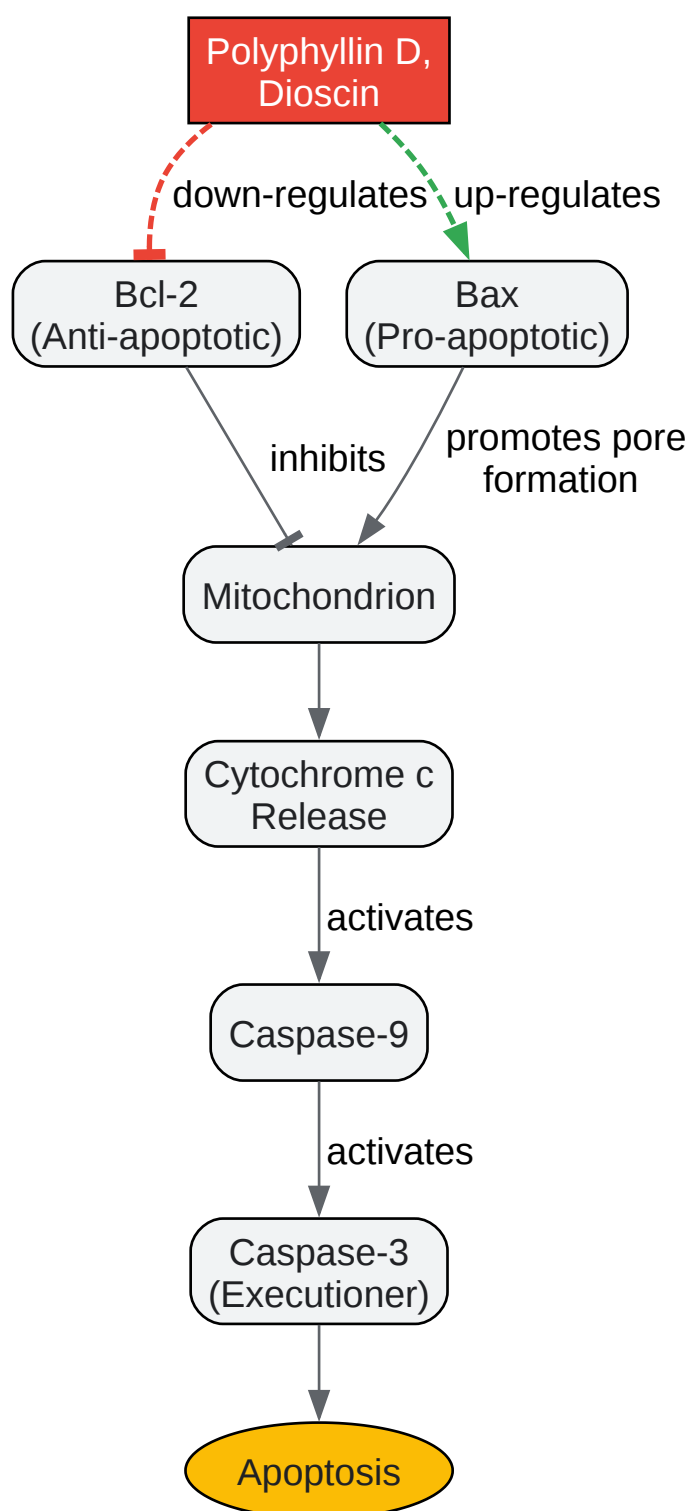 Polyphyllin D,
Dioscin
down-regulates
up-regulates
Bcl-2
(Anti-apoptotic)
Bax
(Pro-apoptotic)
inhibits
promotes pore
formation
Mitochondrion
Cytochrome c
Release
activates
Caspase-9
activates
Caspase-3
(Executioner)
Apoptosis